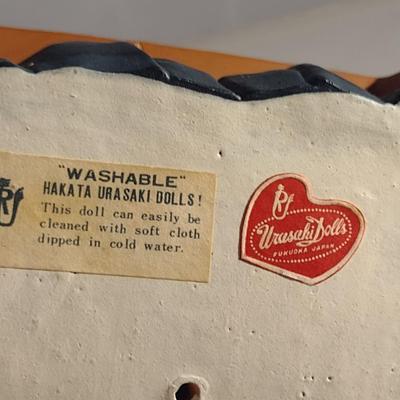 "WASHABLE"
HAKATA URASAKI DOLLS!
This doll can easily be
cleaned with soft cloth
dipped in cold water.
Urasaki Dolls
FUKUOKA JAPAN